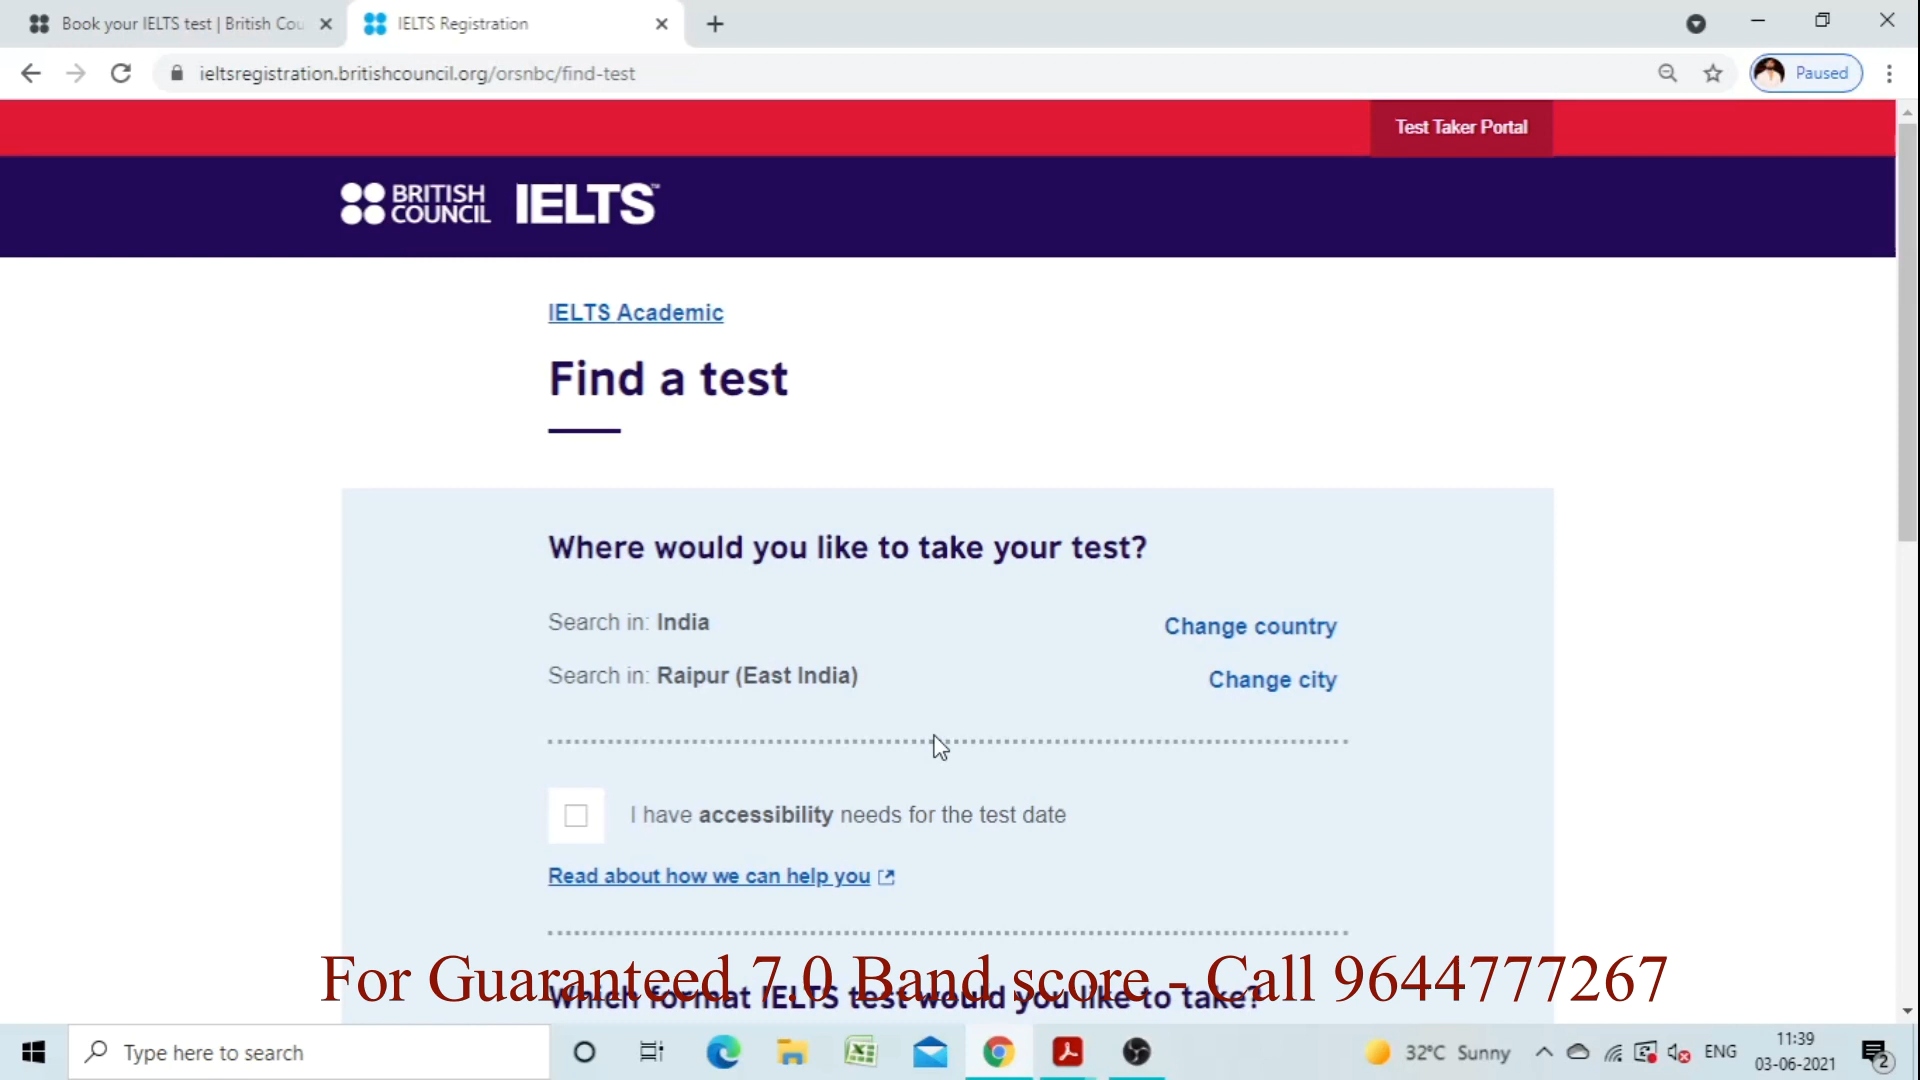 Book your IELTS test | British Cou
IELTS Registration
ieltsregistration.britishcouncil.org/orsnbc/find-test
Paused
Test Taker Portal
BRITISH
COUNCIL
IELTS™
IELTS Academic
Find a test
Where would you like to take your test?
Search in: India
Change country
Search in: Raipur (East India)
Change city
I have accessibility needs for the test date
Read about how we can help you
Which format IELTS test would you like to take?
For Guaranteed 7.0 Band score - Call 9644777267
Type here to search
32°C Sunny
ENG
11:39
03-06-2021
2